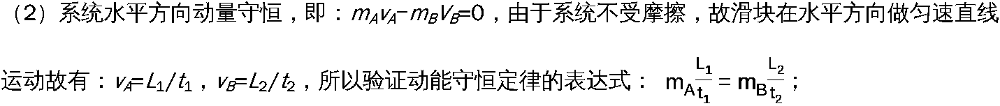 （2）系统水平方向动量守恒，即：mAvA−mBVB=0，由于系统不受摩擦，故滑块在水平方向做匀速直线
运动故有：vA=L1/t1，vB=L2/t2，所以验证动能守恒定律的表达式： mA L1/t1 = mB L2/t2；